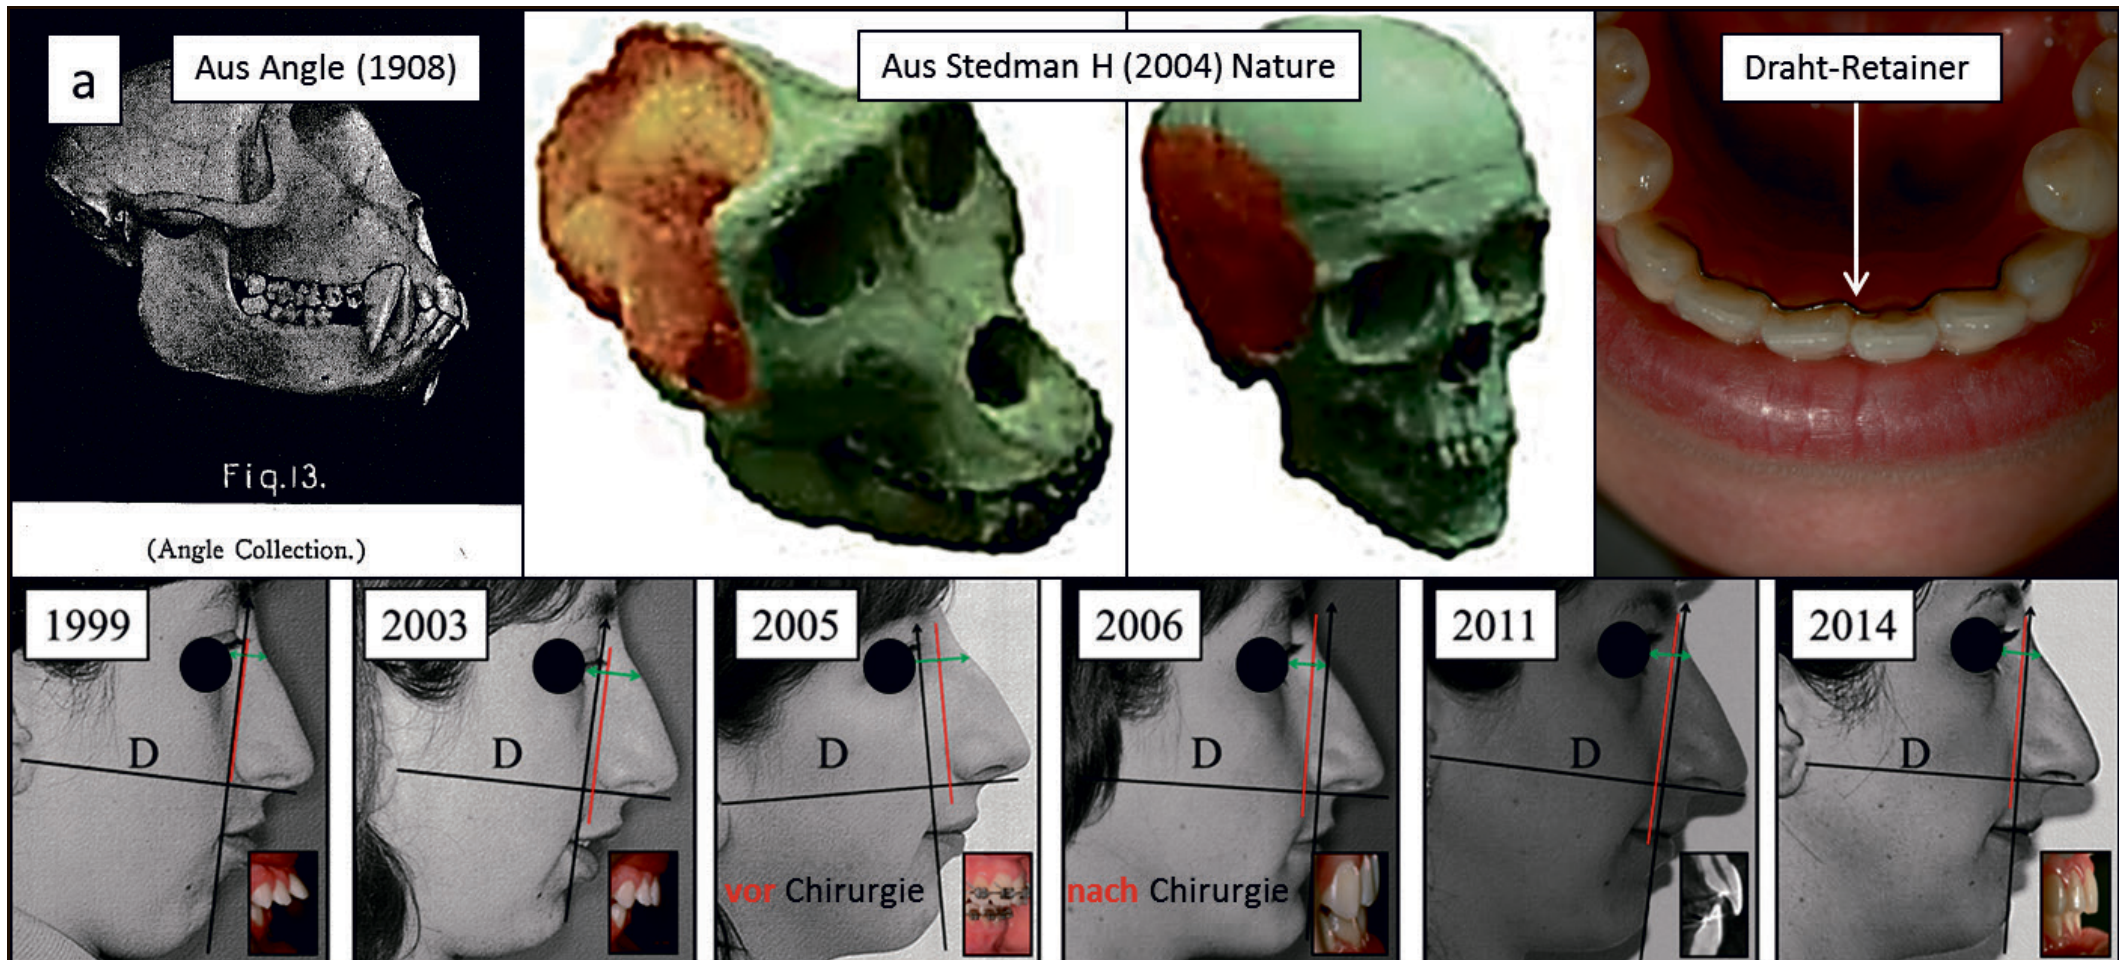 a
Aus Angle (1908)
Aus Stedman H (2004) Nature
Draht-Retainer
Fig.13.
(Angle Collection.)
1999
2003
2005
2006
2011
2014
D
D
D
D
D
D
vor Chirurgie
nach Chirurgie